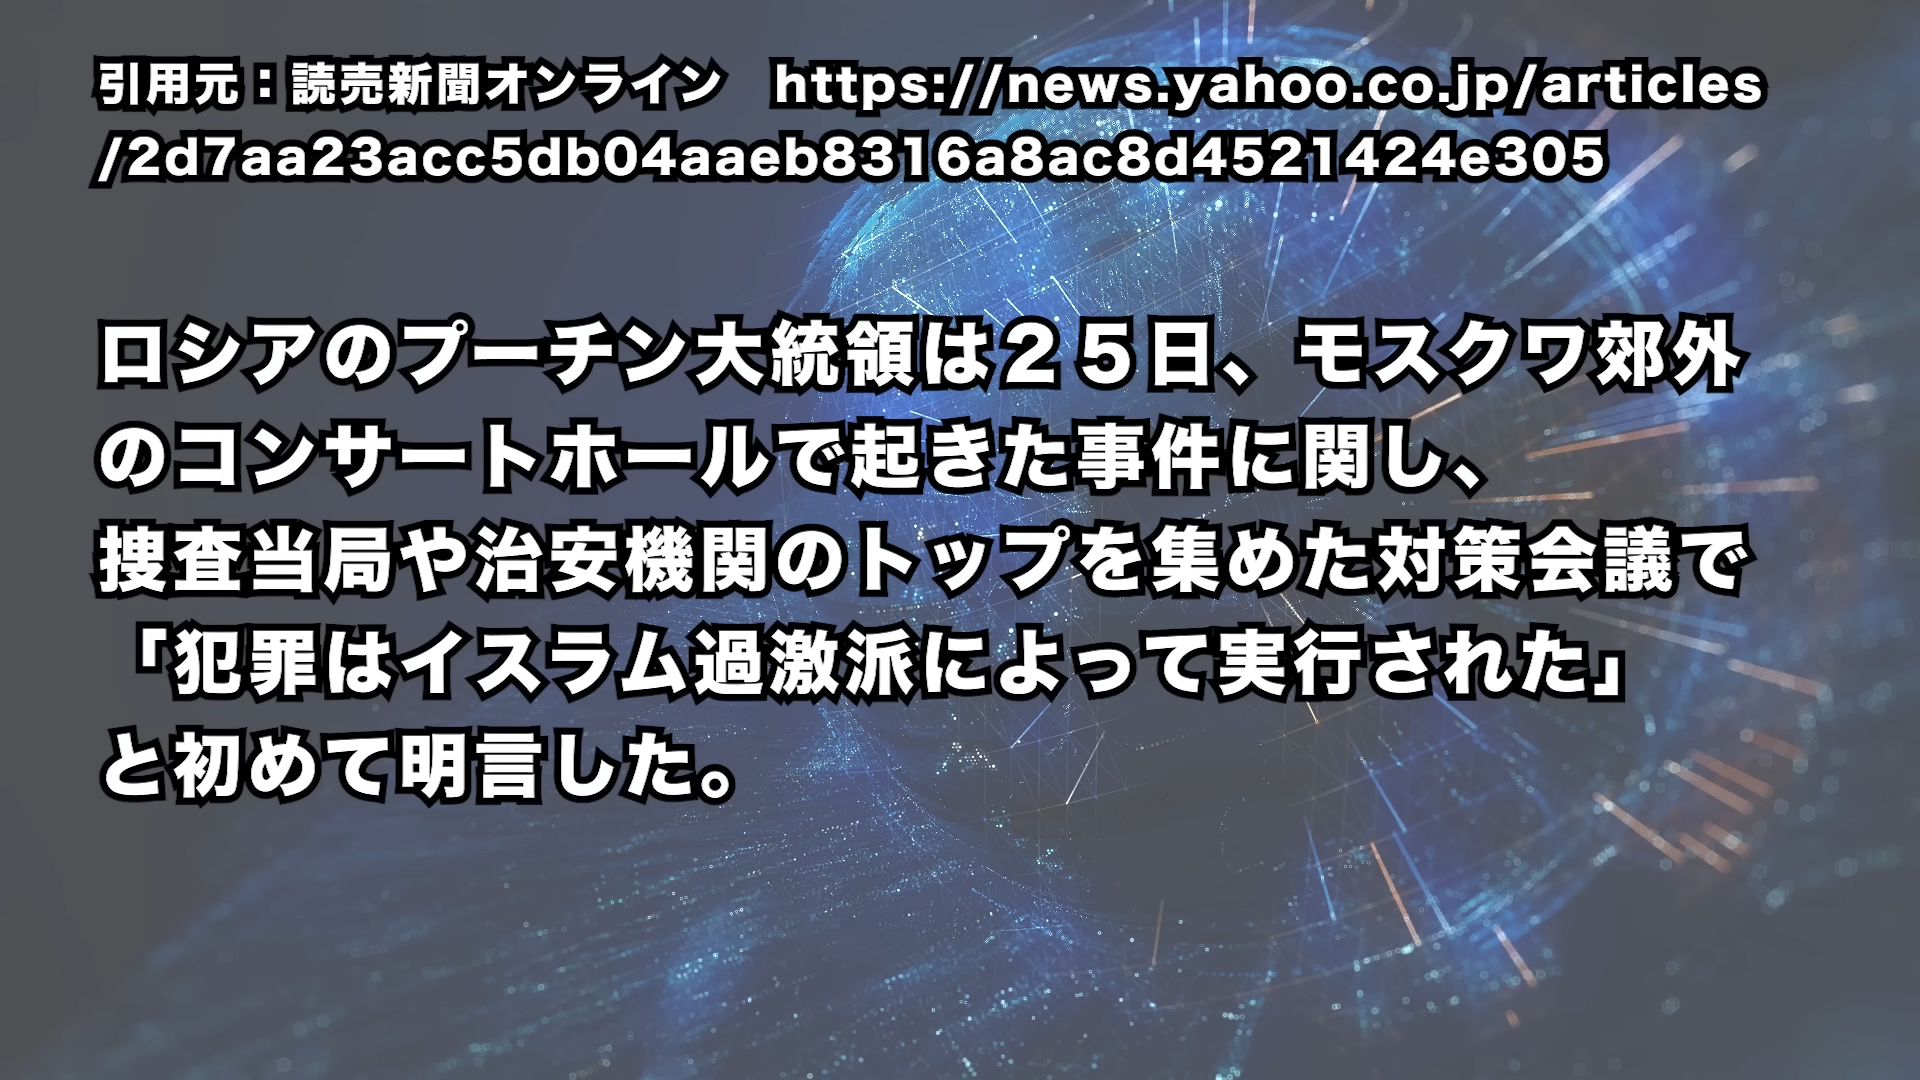 引用元：読売新聞オンライン　https://news.yahoo.co.jp/articles
/2d7aa23acc5db04aaeb8316a8ac8d4521424e305
ロシアのプーチン大統領は２５日、モスクワ郊外
のコンサートホールで起きた事件に関し、
捜査当局や治安機関のトップを集めた対策会議で
「犯罪はイスラム過激派によって実行された」
と初めて明言した。